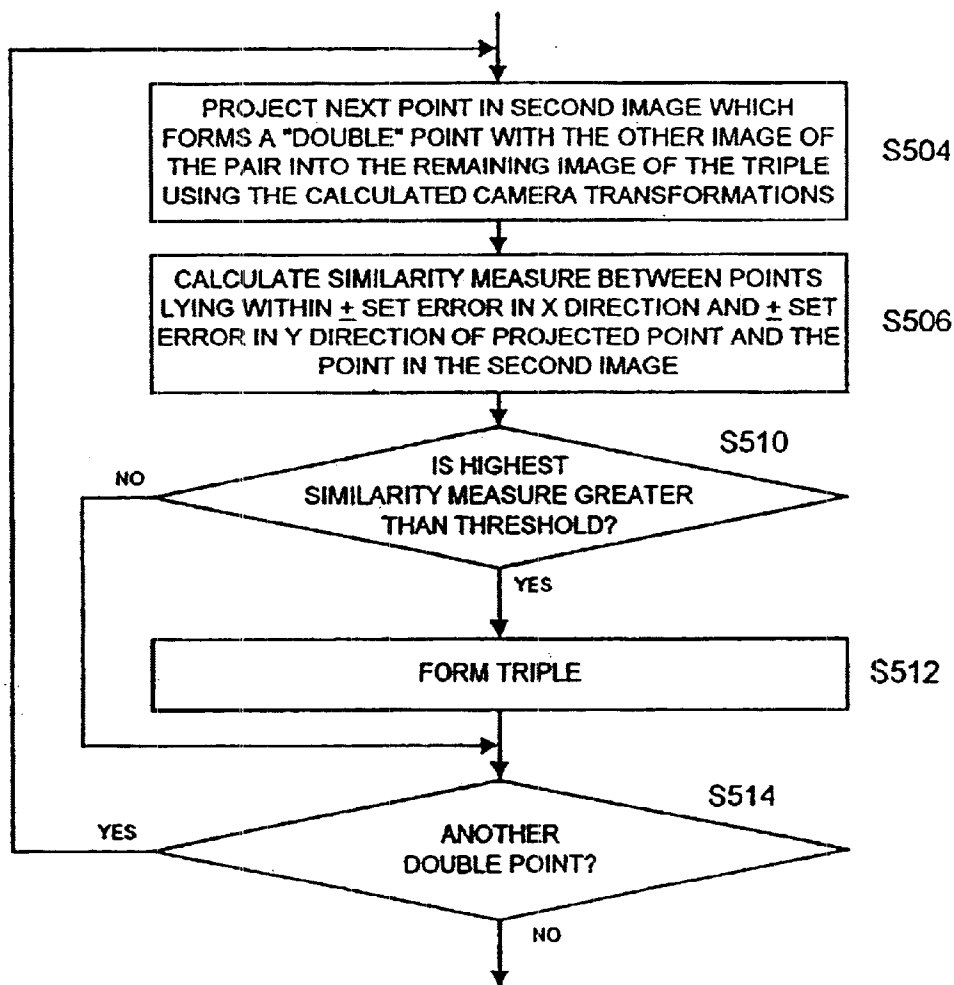 PROJECT NEXT POINT IN SECOND IMAGE WHICH
FORMS A "DOUBLE" POINT WITH THE OTHER IMAGE OF
THE PAIR INTO THE REMAINING IMAGE OF THE TRIPLE
USING THE CALCULATED CAMERA TRANSFORMATIONS
S504
CALCULATE SIMILARITY MEASURE BETWEEN POINTS
LYING WITHIN ± SET ERROR IN X DIRECTION AND ± SET
ERROR IN Y DIRECTION OF PROJECTED POINT AND THE
POINT IN THE SECOND IMAGE
S506
S510
IS HIGHEST
SIMILARITY MEASURE GREATER
THAN THRESHOLD?
NO
YES
FORM TRIPLE
S512
S514
YES
ANOTHER
DOUBLE POINT?
NO